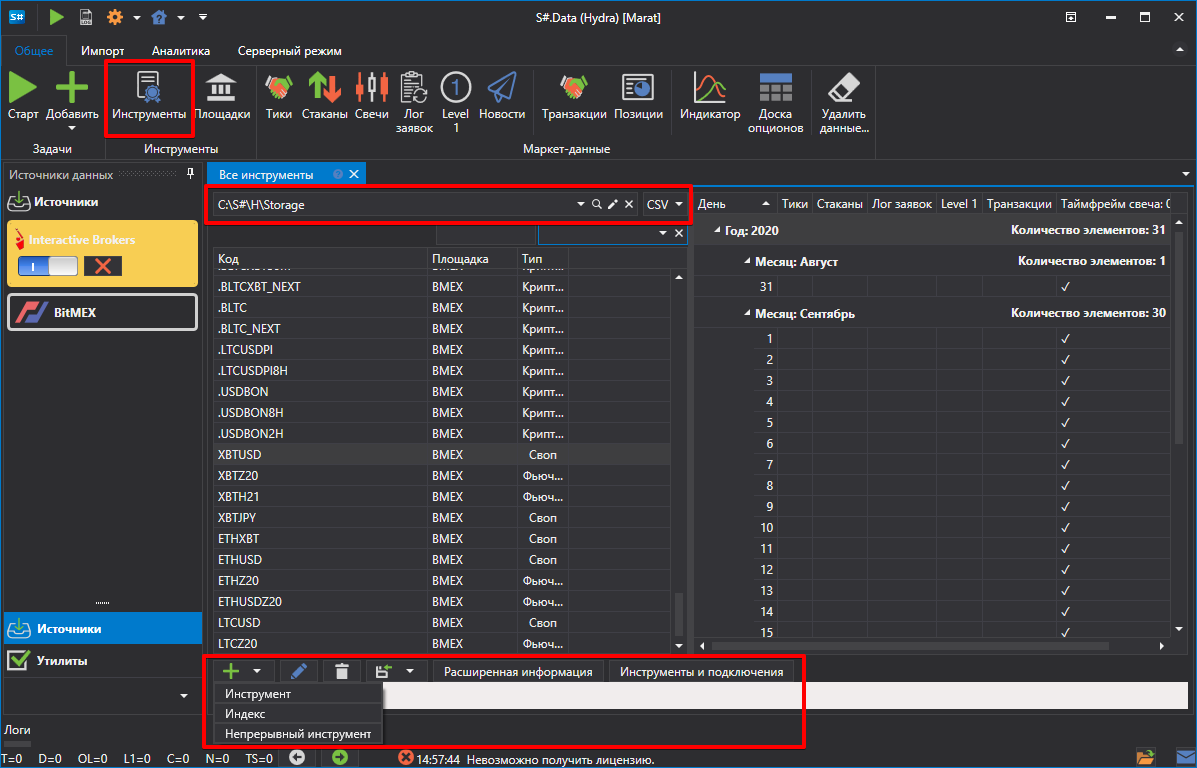 S#
S#.Data (Hydra) [Marat]
Общее Импорт Аналитика Серверный режим
LOG
Старт Добавить Инструменты Площадки Тики Стаканы Свечи Лог заявок Level 1 Новости Транзакции Позиции Индикатор Доска опционов Удалить данные...
Задачи Инструменты Маркет-данные
Источники данных
Все инструменты
Источники
C:\S#\H\Storage CSV
День Тики Стаканы Лог заявок Level 1 Транзакции Таймфрейм свеча: 0
Interactive Brokers
BitMEX
Код Площадка Тип
.BLTCXBT_NEXT BMEX Крипт...
.BLTC BMEX Крипт...
.BLTC_NEXT BMEX Крипт...
.LTCUSDPI BMEX Крипт...
.LTCUSDPI8H BMEX Крипт...
.USDBON BMEX Крипт...
.USDBON8H BMEX Крипт...
.USDBON2H BMEX Крипт...
XBTUSD BMEX Своп
XBTZ20 BMEX Фьюч...
XBTH21 BMEX Фьюч...
XBTJPY BMEX Своп
ETHXBT BMEX Своп
ETHUSD BMEX Своп
ETHZ20 BMEX Фьюч...
ETHUSDZ20 BMEX Фьюч...
LTCUSD BMEX Своп
LTCZ20 BMEX Фьюч...
Год: 2020 Количество элементов: 31
Месяц: Август Количество элементов: 1
31
Месяц: Сентябрь Количество элементов: 30
1
2
3
4
5
6
7
8
9
10
11
12
13
14
15
Источники
Утилиты
Расширенная информация Инструменты и подключения
Инструмент
Индекс
Непрерывный инструмент
Логи
T=0 D=0 OL=0 L1=0 C=0 N=0 TS=0 14:57:44 Невозможно получить лицензию.